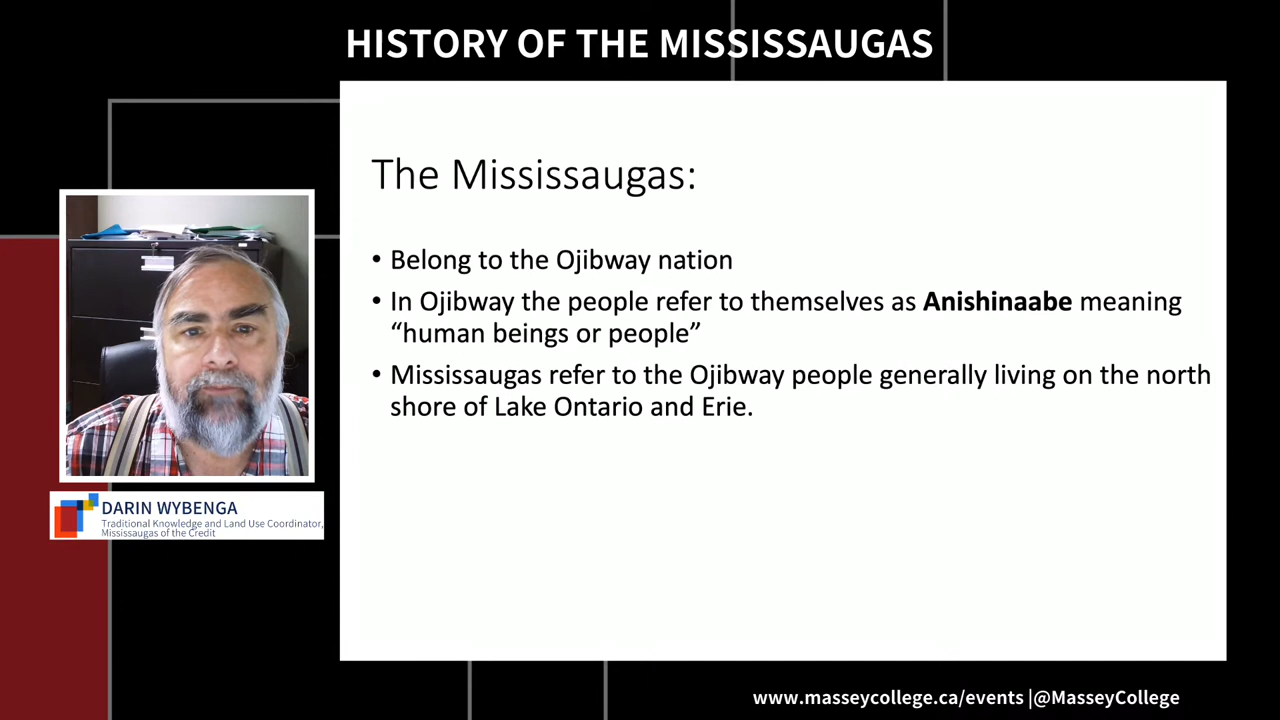 HISTORY OF THE MISSISSAUGAS
The Mississaugas:
• Belong to the Ojibway nation
• In Ojibway the people refer to themselves as Anishinaabe meaning
“human beings or people”
• Mississaugas refer to the Ojibway people generally living on the north
shore of Lake Ontario and Erie.
DARIN WYBENGA
Traditional Knowledge and Land Use Coordinator,
Mississaugas of the Credit
www.masseycollege.ca/events |@MasseyCollege